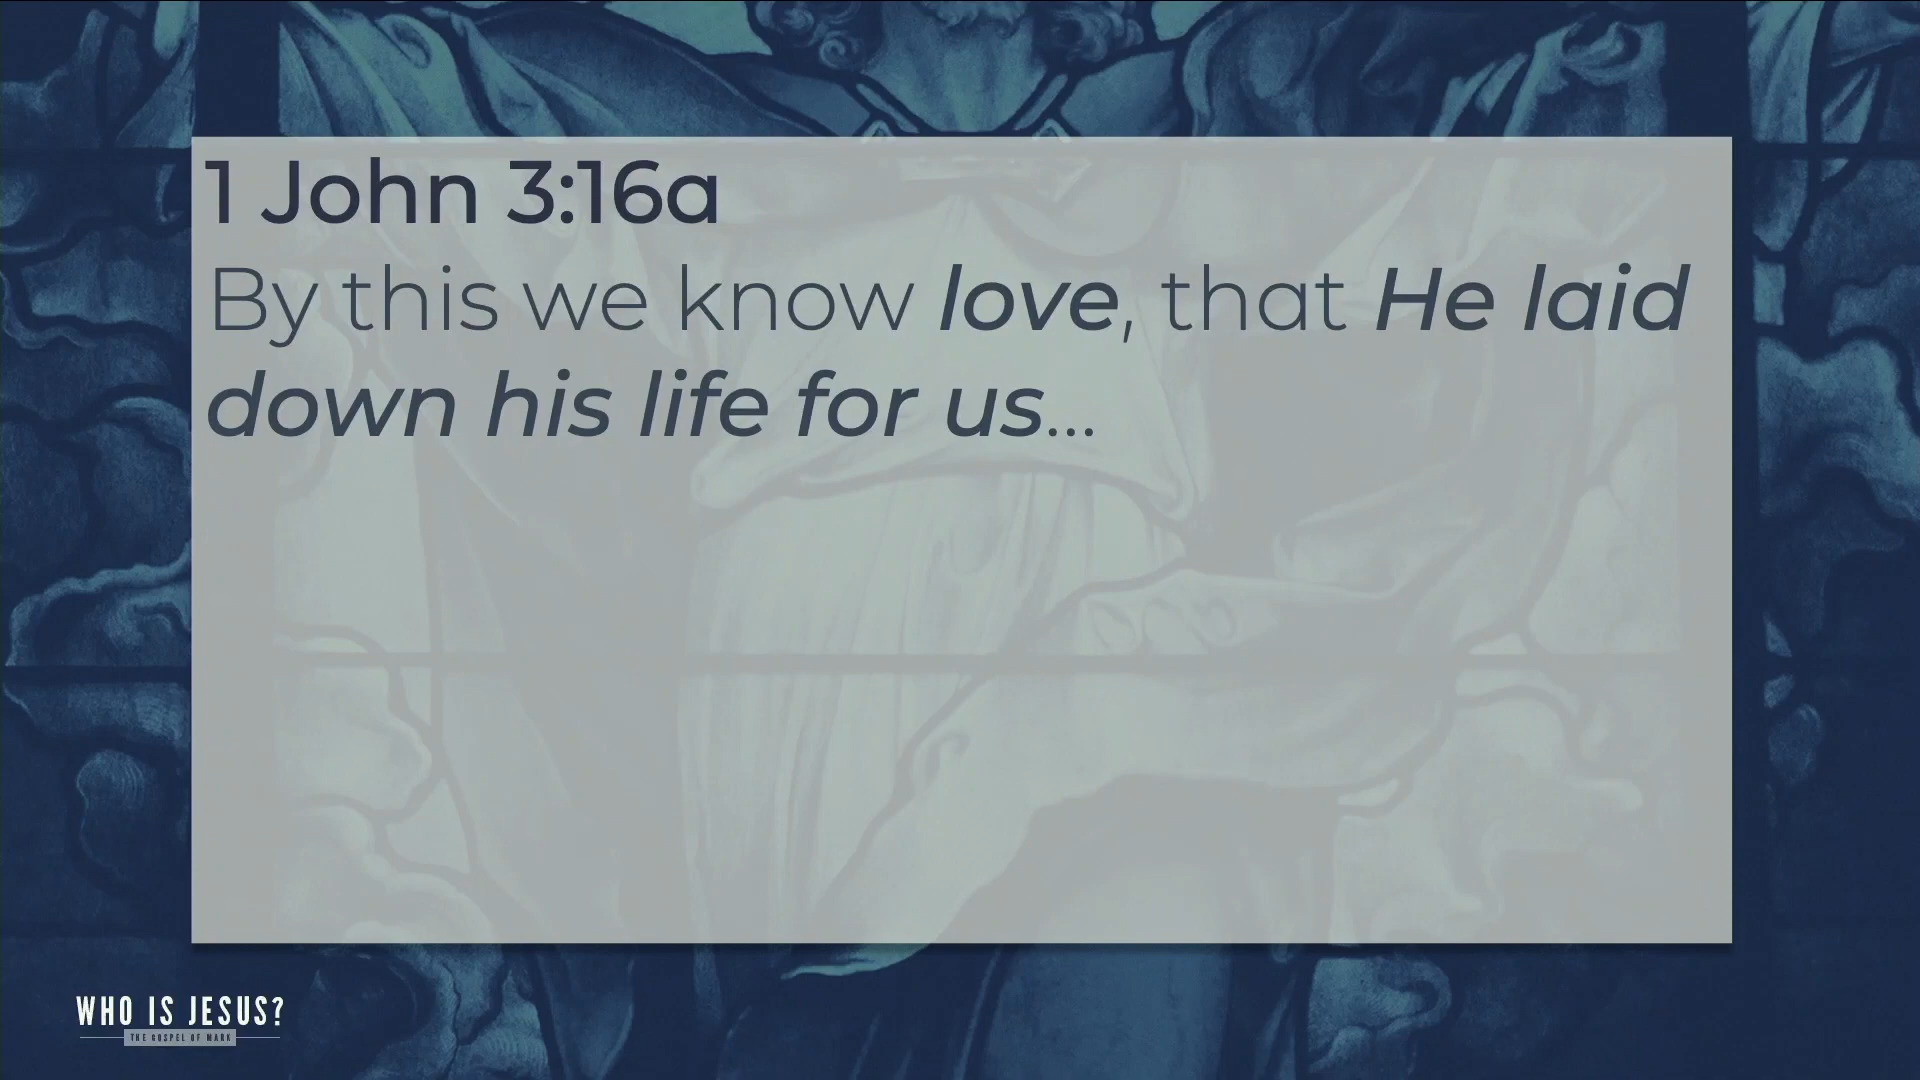 1 John 3:16a
By this we know love, that He laid
down his life for us...
WHO IS JESUS?
THE GOSPEL OF MARK